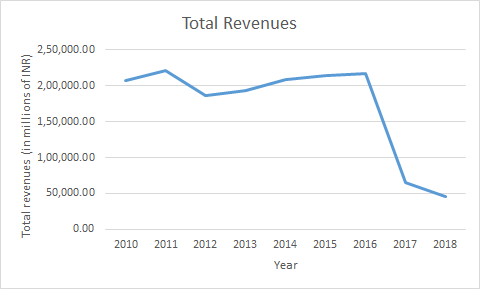 Total Revenues
Total revenues (in millions of INR)
2,50,000.00
2,00,000.00
1,50,000.00
1,00,000.00
50,000.00
0.00
2010 2011 2012 2013 2014 2015 2016 2017 2018
Year